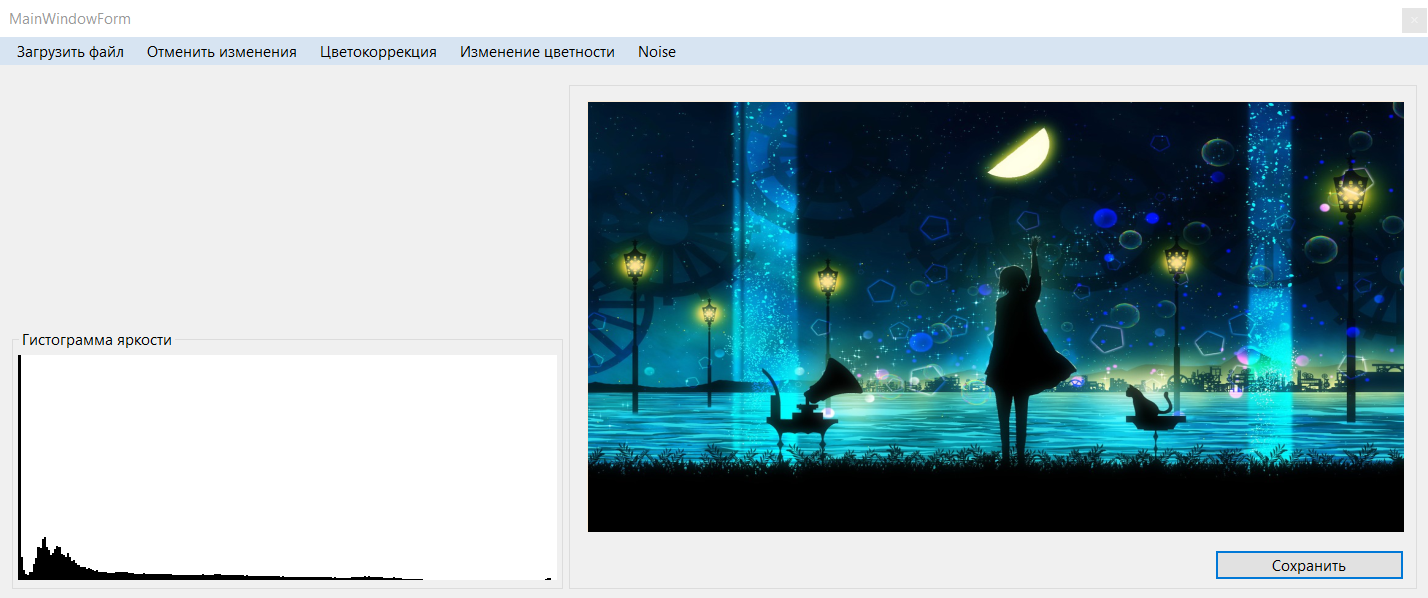 MainWindowForm
Загрузить файл Отменить изменения Цветокоррекция Изменение цветности Noise
Гистограмма яркости
Сохранить